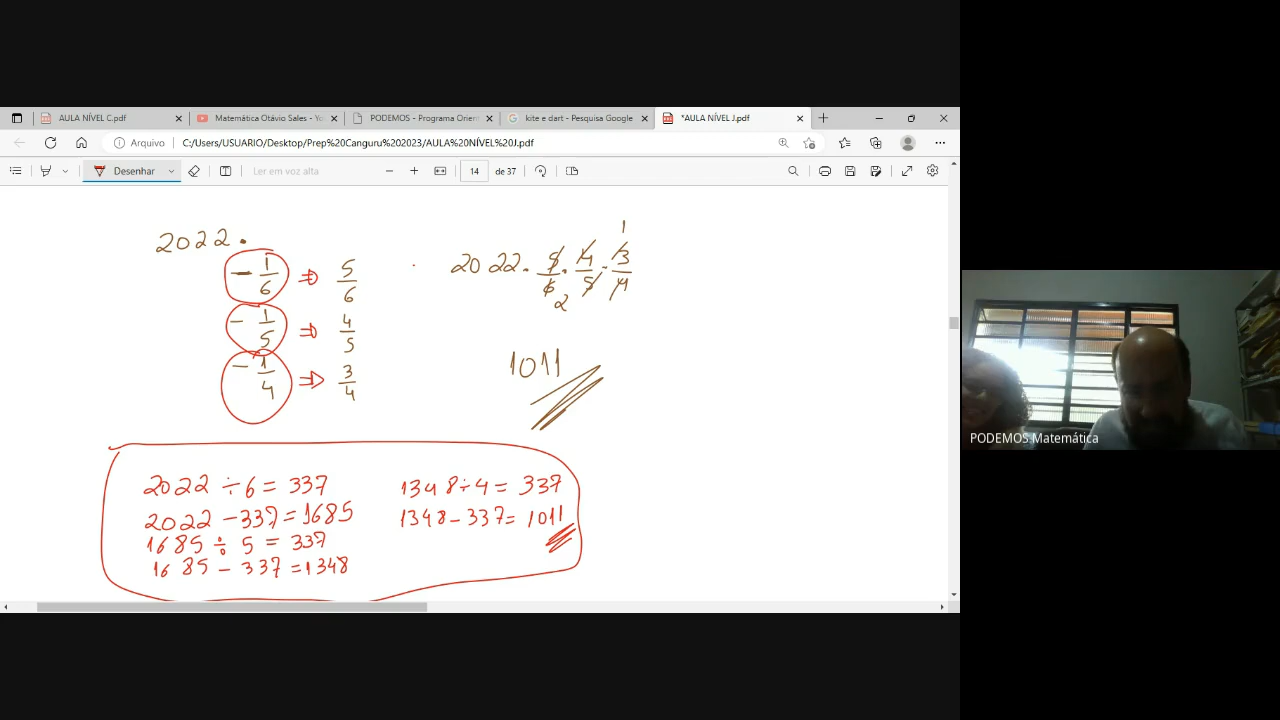 AULA NÍVEL C.pdf
Matemática Otávio Sales - Yo
PODEMOS - Programa Orien
kite e dart - Pesquisa Google
*AULA NÍVEL J.pdf
Arquivo C:/Users/USUARIO/Desktop/Prep%20Canguru%202023/AULA%20NÍVEL%20J.pdf
Desenhar Ler em voz alta 14 de 37
2022 .
- 1/6 ⇒ 5/6
- 1/5 ⇒ 4/5
- 1/4 ⇒ 3/4
1
2022 . 5/6 . 4/5 . 3/4
2
1011
2022 ÷ 6 = 337
2022 - 337 = 1685
1685 ÷ 5 = 337
1685 - 337 = 1348
1348 ÷ 4 = 337
1348 - 337 = 1011
PODEMOS Matemática